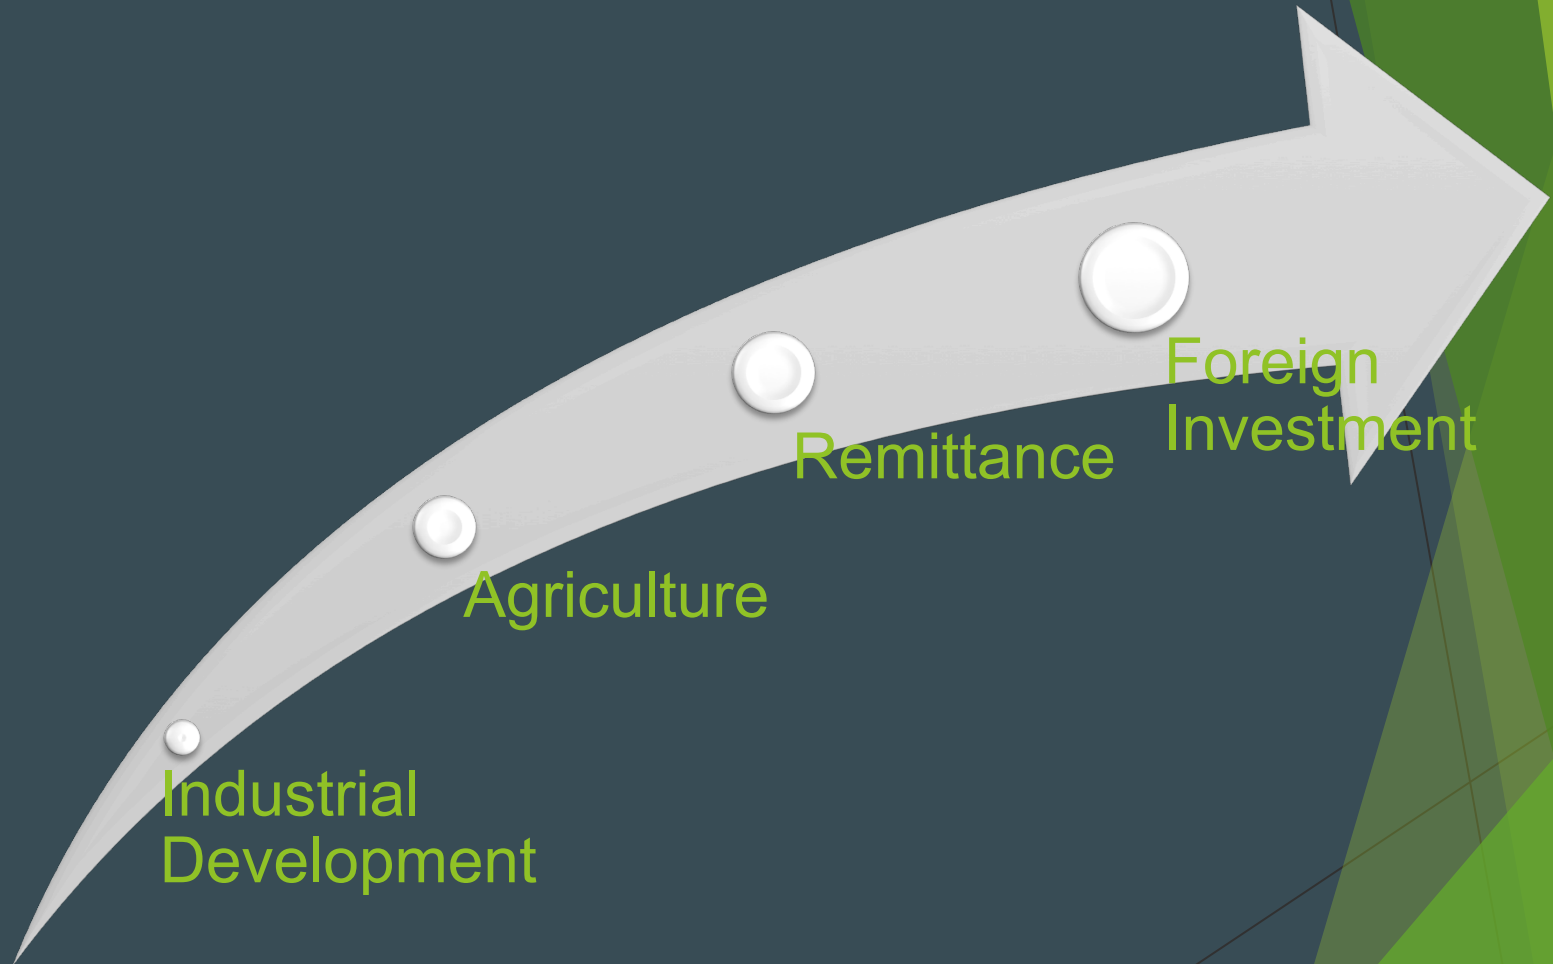 Foreign
Investment
Remittance
Agriculture
Industrial
Development